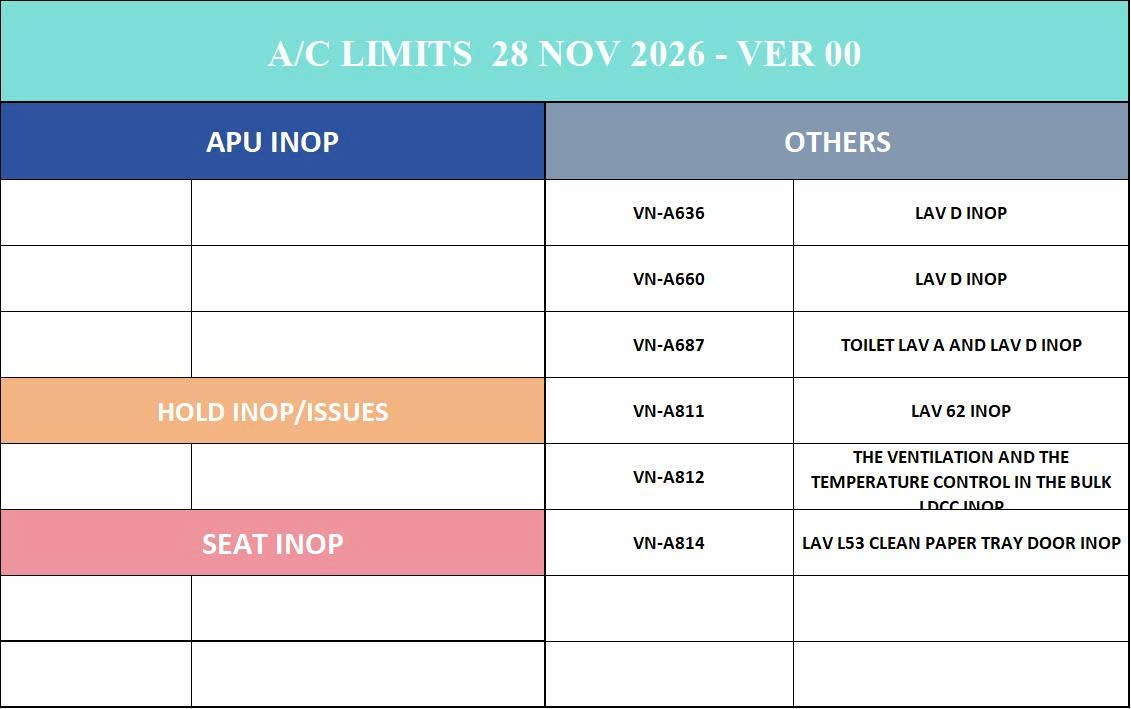 A/C LIMITS  28 NOV 2026 - VER 00
APU INOP
OTHERS
VN-A636
LAV D INOP
VN-A660
LAV D INOP
VN-A687
TOILET LAV A AND LAV D INOP
HOLD INOP/ISSUES
VN-A811
LAV 62 INOP
VN-A812
THE VENTILATION AND THE
TEMPERATURE CONTROL IN THE BULK
LDCC INOP
SEAT INOP
VN-A814
LAV L53 CLEAN PAPER TRAY DOOR INOP